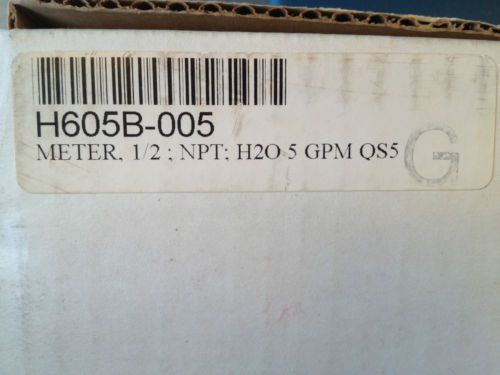 H605B-005
METER, 1/2 ; NPT; H2O 5 GPM QS5
G